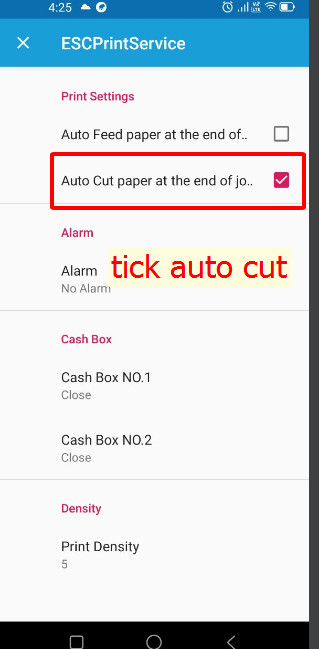 4:25
ESCPrintService
Print Settings
Auto Feed paper at the end of..
Auto Cut paper at the end of jo..
Alarm
Alarm
tick auto cut
No Alarm
Cash Box
Cash Box NO.1
Close
Cash Box NO.2
Close
Density
Print Density
5